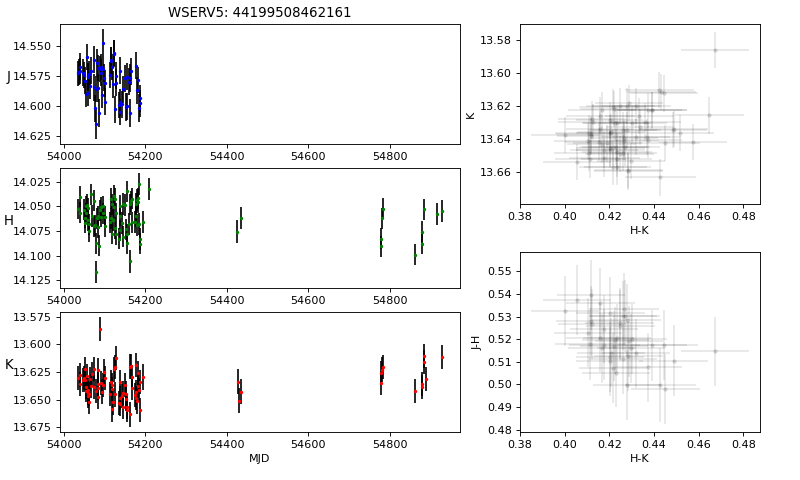 WSERV5: 44199508462161
J
14.550
14.575
14.600
14.625
54000 54200 54400 54600 54800
H
14.025
14.050
14.075
14.100
14.125
54000 54200 54400 54600 54800
K
13.575
13.600
13.625
13.650
13.675
54000 54200 54400 54600 54800
MJD
K
13.58
13.60
13.62
13.64
13.66
0.38 0.40 0.42 0.44 0.46 0.48
H-K
J-H
0.55
0.54
0.53
0.52
0.51
0.50
0.49
0.48
0.38 0.40 0.42 0.44 0.46 0.48
H-K